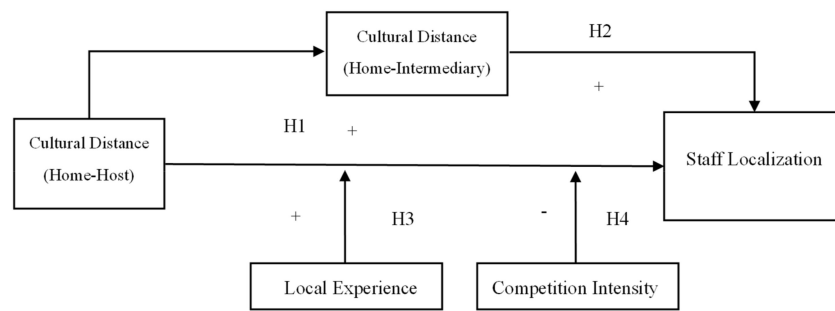 Cultural Distance
(Home-Intermediary)
H2
+
Cultural Distance
(Home-Host)
H1 +
Staff Localization
+ H3
- H4
Local Experience
Competition Intensity